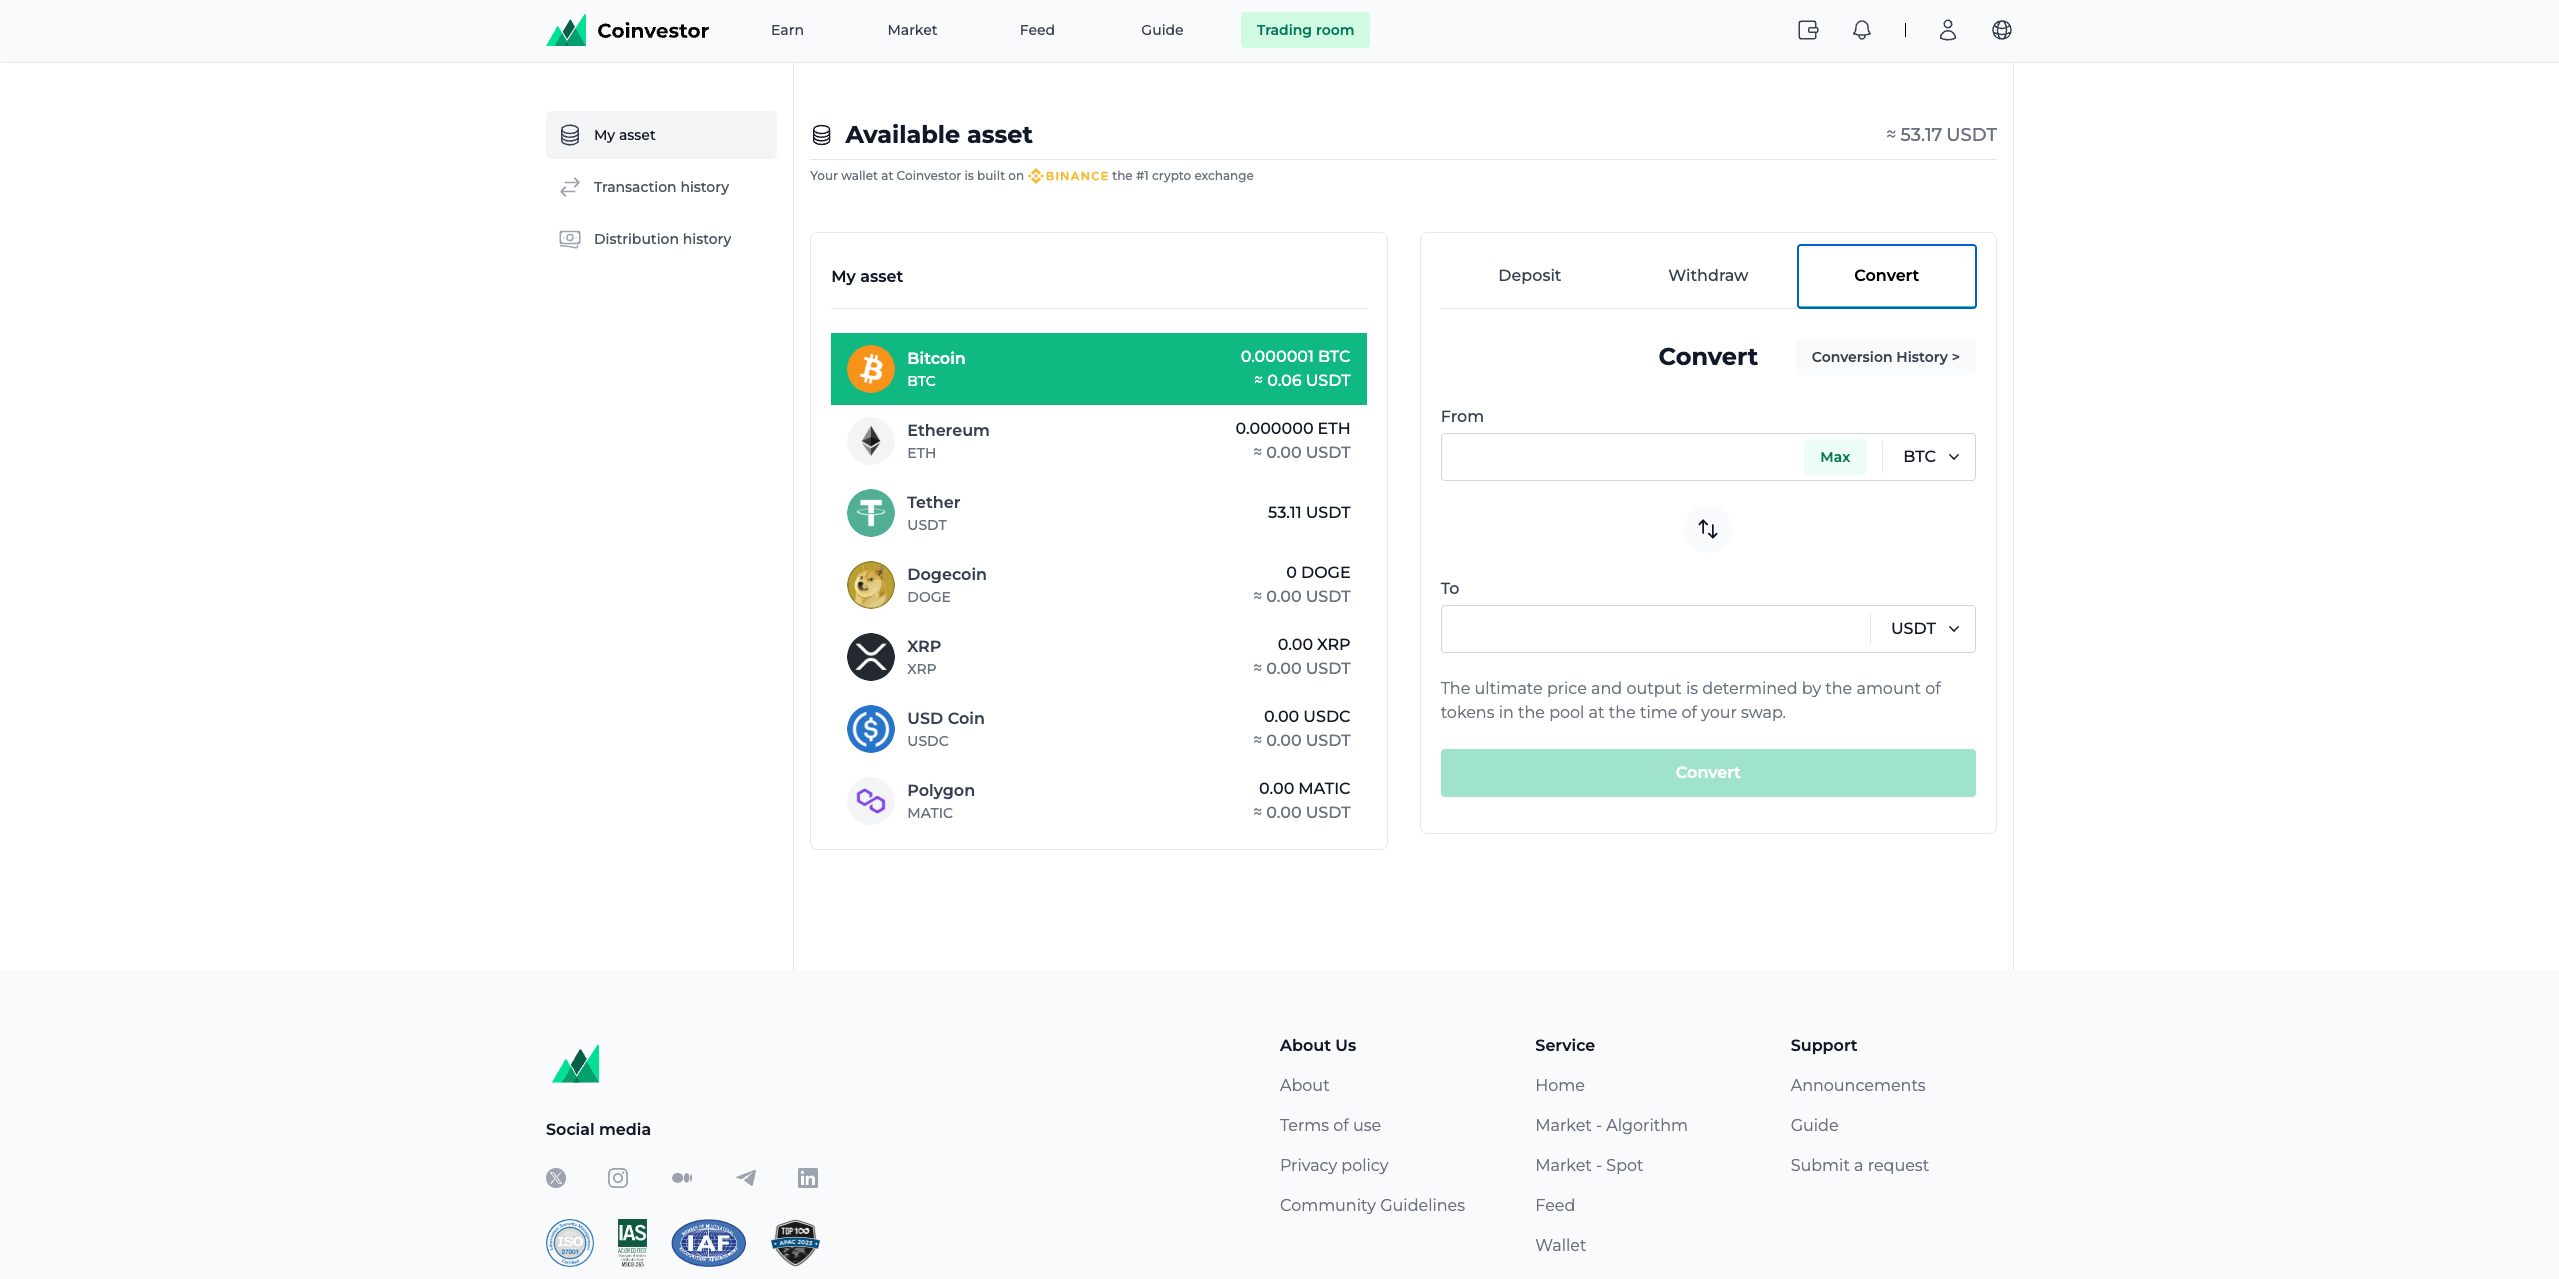 Coinvestor
Earn
Market
Feed
Guide
Trading room
My asset
Transaction history
Distribution history
Available asset
≈ 53.17 USDT
Your wallet at Coinvestor is built on BINANCE the #1 crypto exchange
My asset
Bitcoin
BTC
0.000001 BTC
≈ 0.06 USDT
Ethereum
ETH
0.000000 ETH
≈ 0.00 USDT
Tether
USDT
53.11 USDT
Dogecoin
DOGE
0 DOGE
≈ 0.00 USDT
XRP
XRP
0.00 XRP
≈ 0.00 USDT
USD Coin
USDC
0.00 USDC
≈ 0.00 USDT
Polygon
MATIC
0.00 MATIC
≈ 0.00 USDT
Deposit
Withdraw
Convert
Convert
Conversion History >
From
Max
BTC
To
USDT
The ultimate price and output is determined by the amount of
tokens in the pool at the time of your swap.
Convert
Social media
ISO
27001
IAS
ACCREDITED
IAF
TOP 100
APAC 2023
About Us
About
Terms of use
Privacy policy
Community Guidelines
Service
Home
Market - Algorithm
Market - Spot
Feed
Wallet
Support
Announcements
Guide
Submit a request